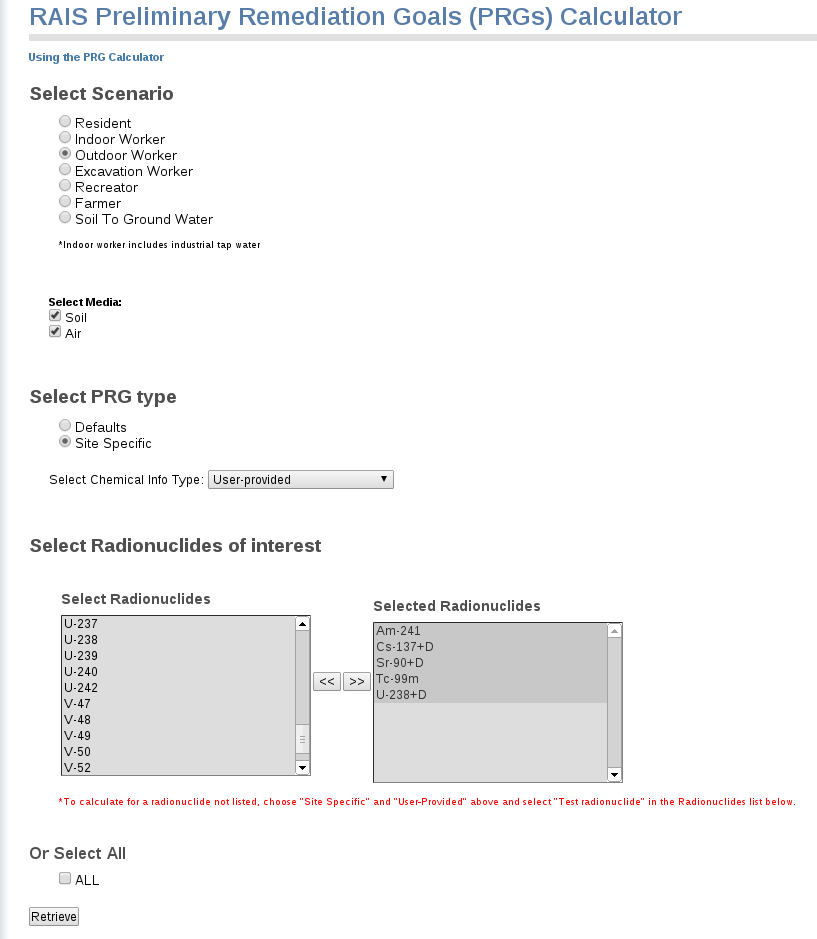 RAIS Preliminary Remediation Goals (PRGs) Calculator
Using the PRG Calculator
Select Scenario
Resident
Indoor Worker
Outdoor Worker
Excavation Worker
Recreator
Farmer
Soil To Ground Water
*Indoor worker includes industrial tap water
Select Media:
Soil
Air
Select PRG type
Defaults
Site Specific
Select Chemical Info Type: User-provided
Select Radionuclides of interest
Select Radionuclides
U-237
U-238
U-239
U-240
U-242
V-47
V-48
V-49
V-50
V-52
<< >>
Selected Radionuclides
Am-241
Cs-137+D
Sr-90+D
Tc-99m
U-238+D
*To calculate for a radionuclide not listed, choose "Site Specific" and "User-Provided" above and select "Test radionuclide" in the Radionuclides list below.
Or Select All
ALL
Retrieve